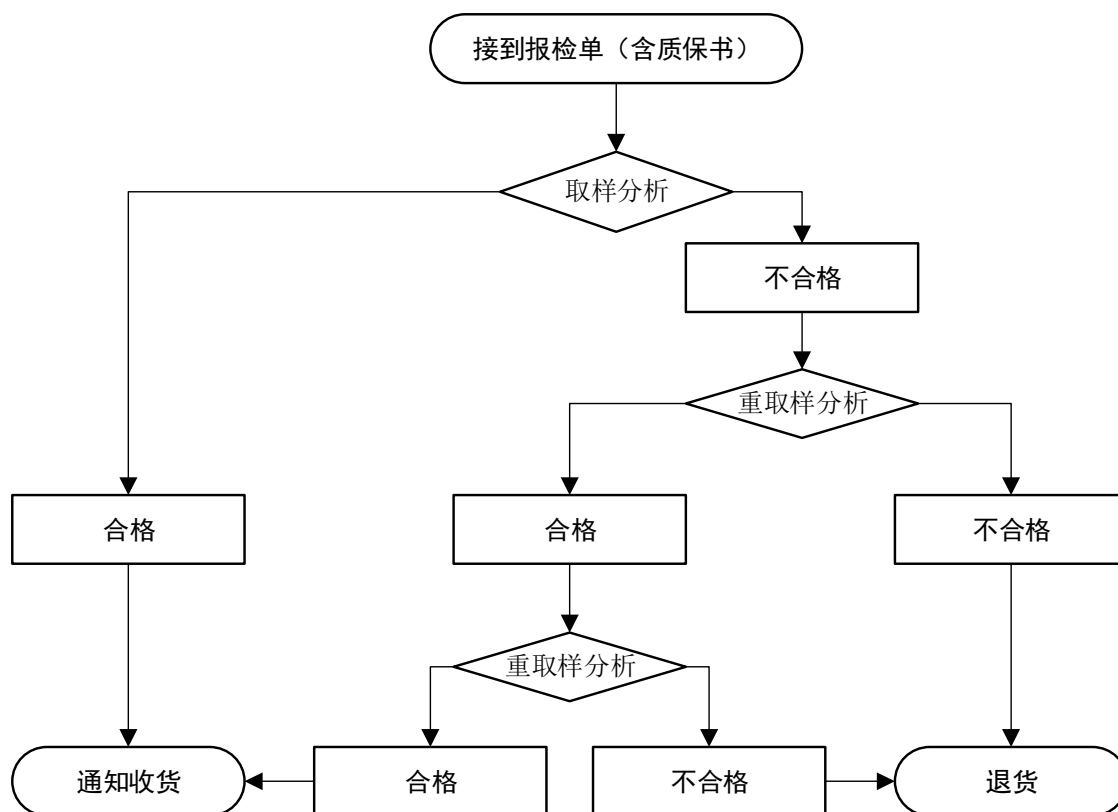 接到报检单（含质保书）
取样分析
不合格
重取样分析
合格
合格
不合格
重取样分析
通知收货
合格
不合格
退货